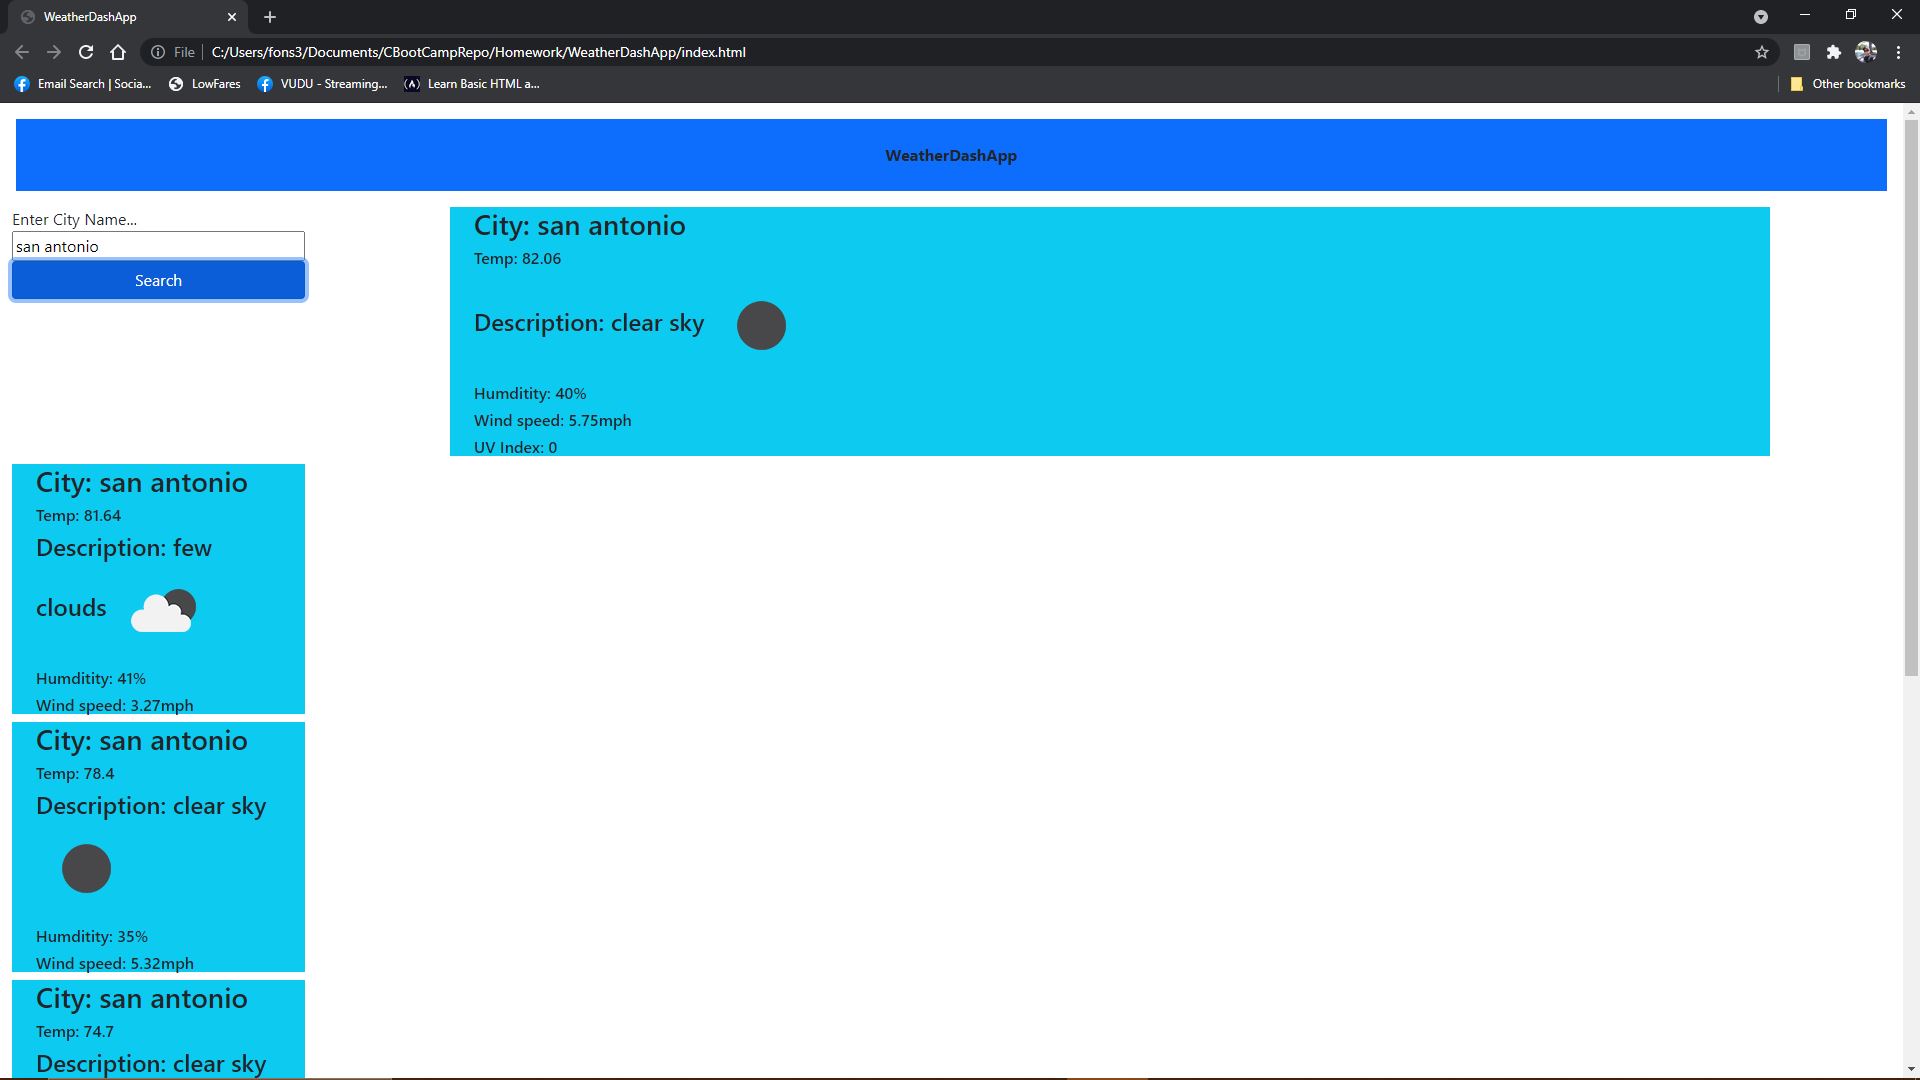 WeatherDashApp
File
C:/Users/fons3/Documents/CBootCampRepo/Homework/WeatherDashApp/index.html
Email Search | Socia...
LowFares
VUDU - Streaming...
Learn Basic HTML a...
Other bookmarks
WeatherDashApp
Enter City Name...
san antonio
Search
City: san antonio
Temp: 82.06
Description: clear sky
Humditity: 40%
Wind speed: 5.75mph
UV Index: 0
City: san antonio
Temp: 81.64
Description: few
clouds
Humditity: 41%
Wind speed: 3.27mph
City: san antonio
Temp: 78.4
Description: clear sky
Humditity: 35%
Wind speed: 5.32mph
City: san antonio
Temp: 74.7
Description: clear sky